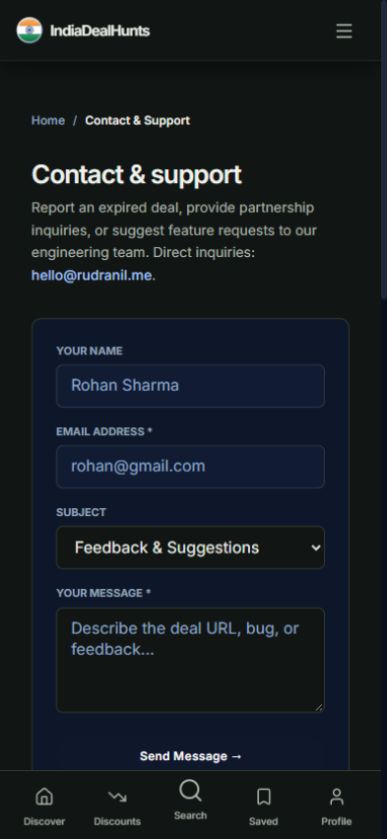 IndiaDealHunts
Home / Contact & Support
Contact & support
Report an expired deal, provide partnership
inquiries, or suggest feature requests to our
engineering team. Direct inquiries:
hello@rudranil.me.
YOUR NAME
Rohan Sharma
EMAIL ADDRESS *
rohan@gmail.com
SUBJECT
Feedback & Suggestions
YOUR MESSAGE *
Describe the deal URL, bug, or
feedback...
Send Message →
Discover Discounts Search Saved Profile